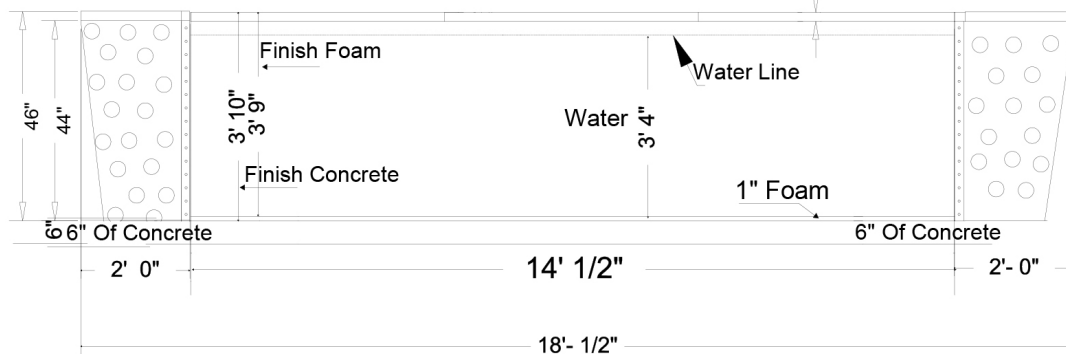 Finish Foam
Water Line
46"
44"
3' 10"
3' 9"
Water
3' 4"
Finish Concrete
1" Foam
6"
6" Of Concrete
6" Of Concrete
2' 0"
14' 1/2"
2'- 0"
18'- 1/2"